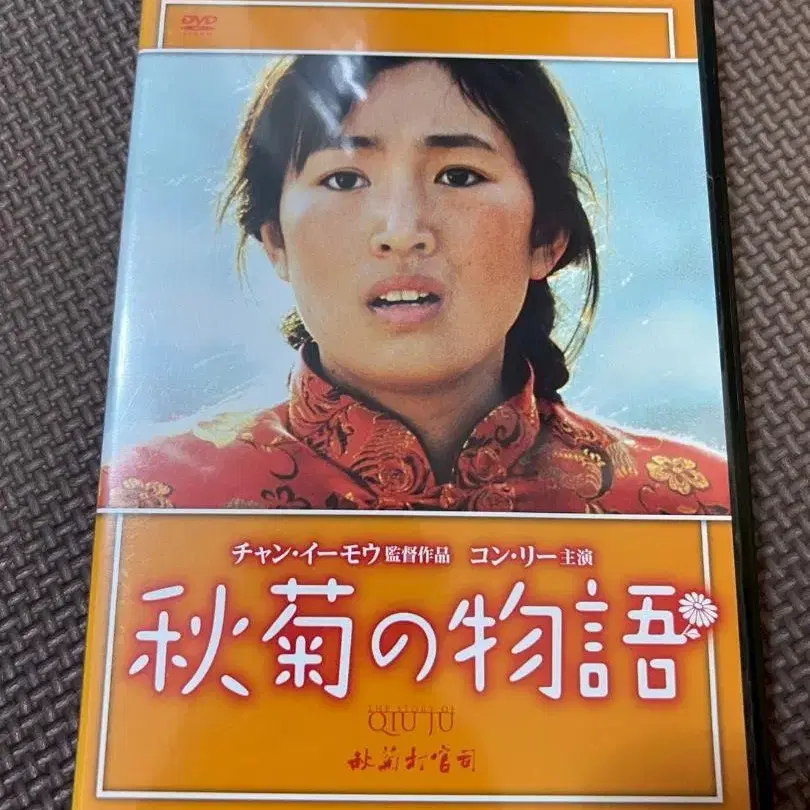 DVD
VIDEO
チャン・イーモウ監督作品 コン・リー主演
秋菊の物語
THE STORY OF
QIU JU
秋菊打官司